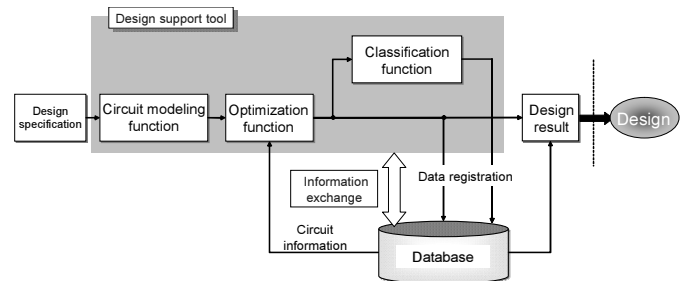 Design support tool
Classification
function
Design
specification
Circuit modeling
function
Optimization
function
Design
result
Design
Information
exchange
Data registration
Circuit
information
Database